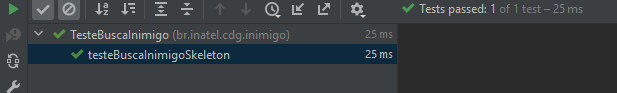 Tests passed: 1 of 1 test – 25 ms
TesteBuscaInimigo (br.inatel.cdg.inimigo) 25 ms
testeBuscaInimigoSkeleton 25 ms